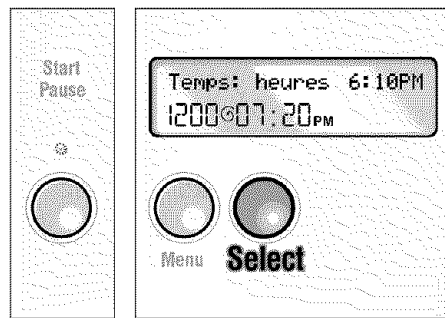 Start
Pause
Temps: heures 6:10PM
1200⟲07:20PM
Menu
Select